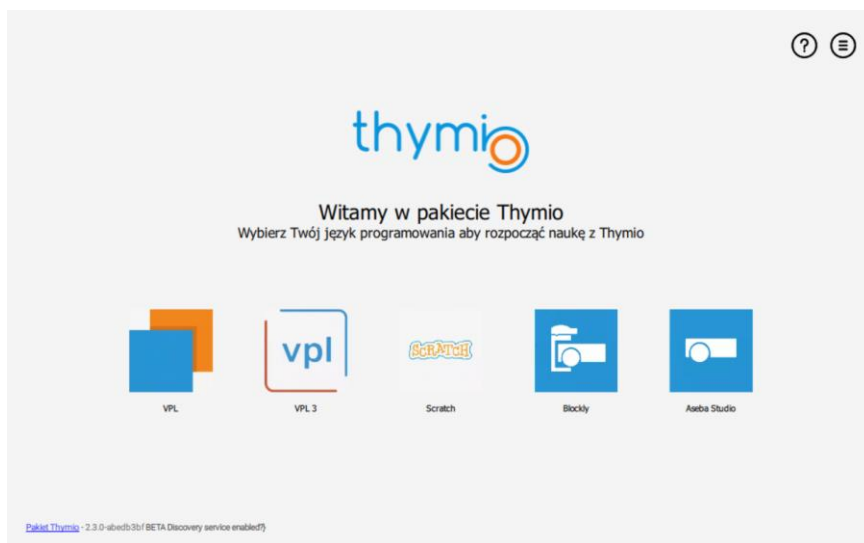 thymio
Witamy w pakiecie Thymio
Wybierz Twój język programowania aby rozpocząć naukę z Thymio
vpl
SCRATCH
VPL
VPL 3
Scratch
Blockly
Aseba Studio
Pakiet Thymio - 2.3.0-abedb3bf BETA Discovery service enabled?}